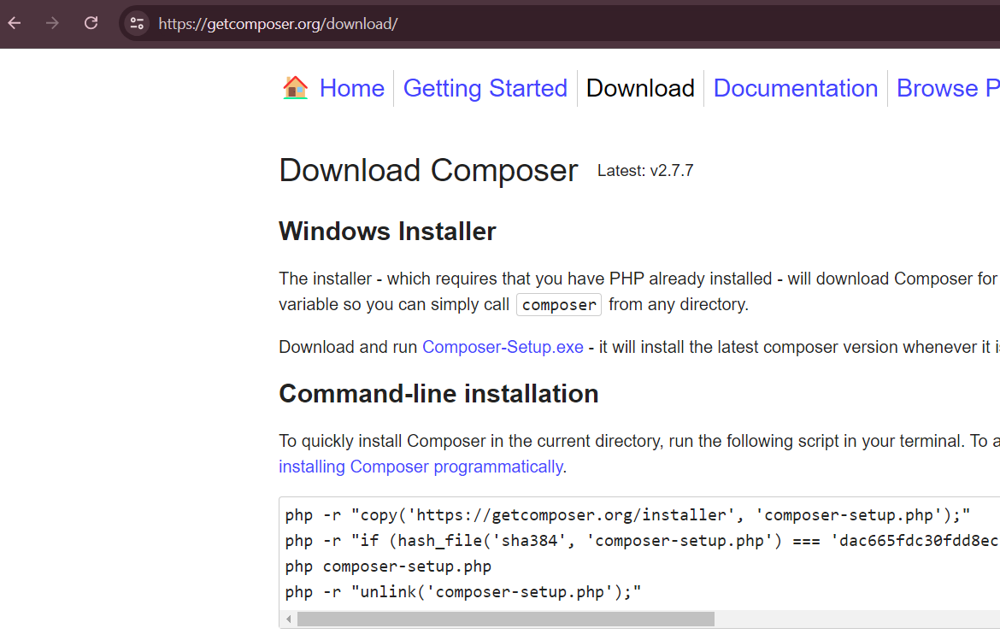 https://getcomposer.org/download/
Home Getting Started Download Documentation Browse P
Download Composer Latest: v2.7.7
Windows Installer
The installer - which requires that you have PHP already installed - will download Composer for
variable so you can simply call composer from any directory.
Download and run Composer-Setup.exe - it will install the latest composer version whenever it i
Command-line installation
To quickly install Composer in the current directory, run the following script in your terminal. To a
installing Composer programmatically.
php -r "copy('https://getcomposer.org/installer', 'composer-setup.php');"
php -r "if (hash_file('sha384', 'composer-setup.php') === 'dac665fdc30fdd8ec
php composer-setup.php
php -r "unlink('composer-setup.php');"